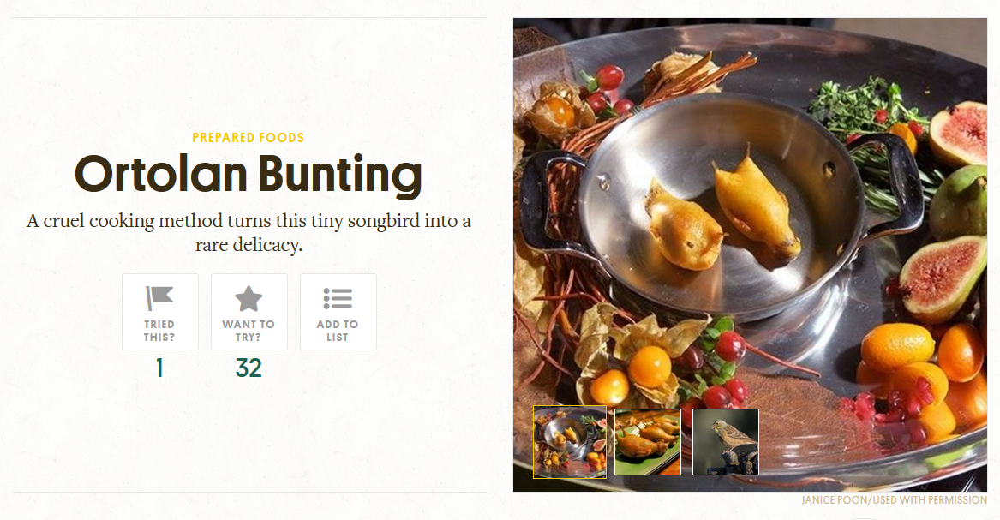 PREPARED FOODS
Ortolan Bunting
A cruel cooking method turns this tiny songbird into a
rare delicacy.
TRIED
THIS?
WANT TO
TRY?
ADD TO
LIST
1
32
JANICE POON/USED WITH PERMISSION